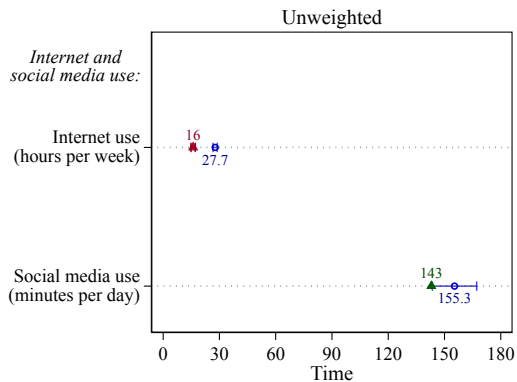 Unweighted
Internet and
social media use:
16
Internet use
(hours per week)
27.7
143
Social media use
(minutes per day)
155.3
0 30 60 90 120 150 180
Time